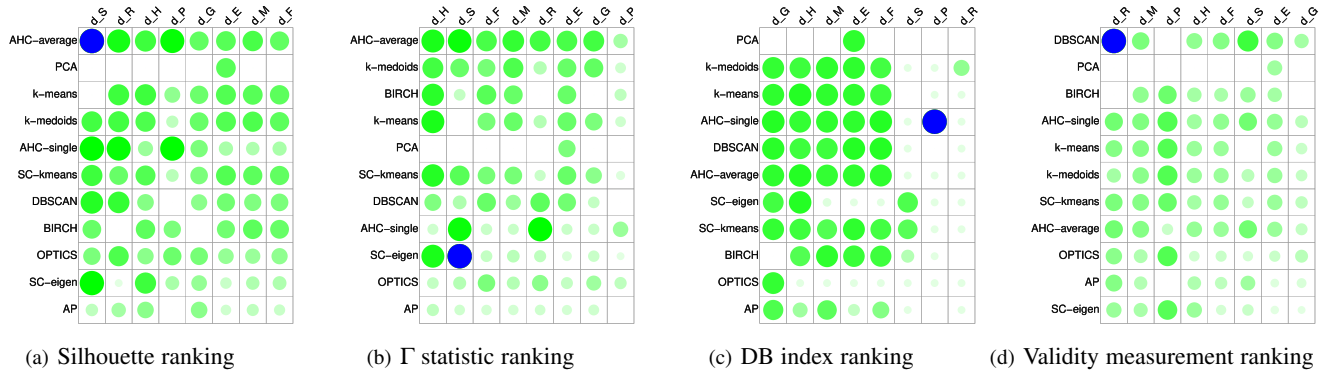 d_S d_R d_H d_P d_G d_E d_M d_F
AHC-average
PCA
k-means
k-medoids
AHC-single
SC-kmeans
DBSCAN
BIRCH
OPTICS
SC-eigen
AP
(a) Silhouette ranking
d_H d_S d_F d_M d_R d_E d_G d_P
AHC-average
k-medoids
BIRCH
k-means
PCA
SC-kmeans
DBSCAN
AHC-single
SC-eigen
OPTICS
AP
(b) Γ statistic ranking
d_G d_H d_M d_E d_F d_S d_P d_R
PCA
k-medoids
k-means
AHC-single
DBSCAN
AHC-average
SC-eigen
SC-kmeans
BIRCH
OPTICS
AP
(c) DB index ranking
d_R d_M d_P d_H d_F d_S d_E d_G
DBSCAN
PCA
BIRCH
AHC-single
k-means
k-medoids
SC-kmeans
AHC-average
OPTICS
AP
SC-eigen
(d) Validity measurement ranking